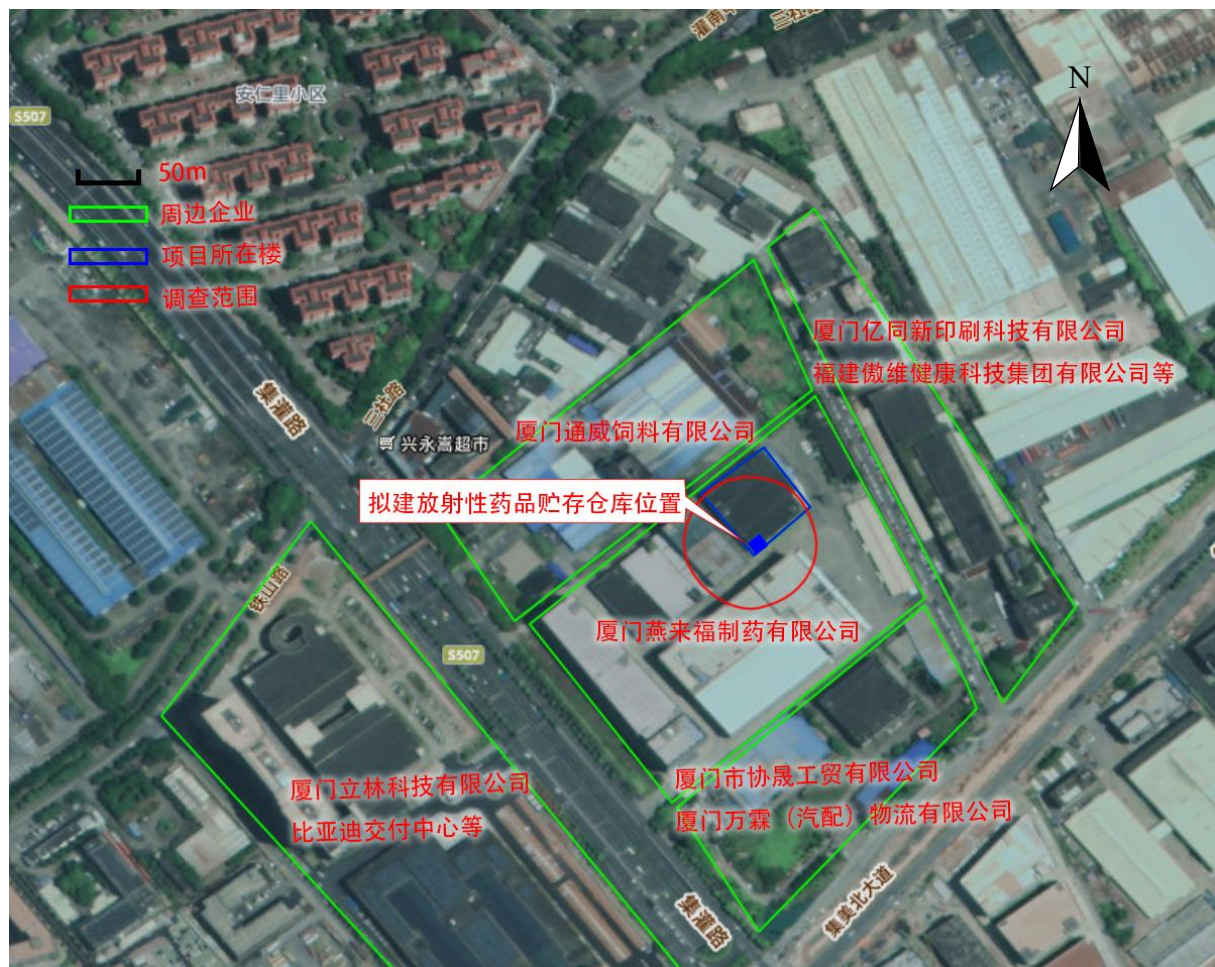 灌南
三社路
安仁里小区
N
S507
50m
周边企业
项目所在楼
调查范围
厦门亿同新印刷科技有限公司
福建傲维健康科技集团有限公司等
集灌路
三社路
兴永嵩超市
厦门通威饲料有限公司
拟建放射性药品贮存仓库位置
铁山路
厦门燕来福制药有限公司
S507
厦门市协晟工贸有限公司
厦门万霖（汽配）物流有限公司
厦门立林科技有限公司
比亚迪交付中心等
集灌路
集美北大道